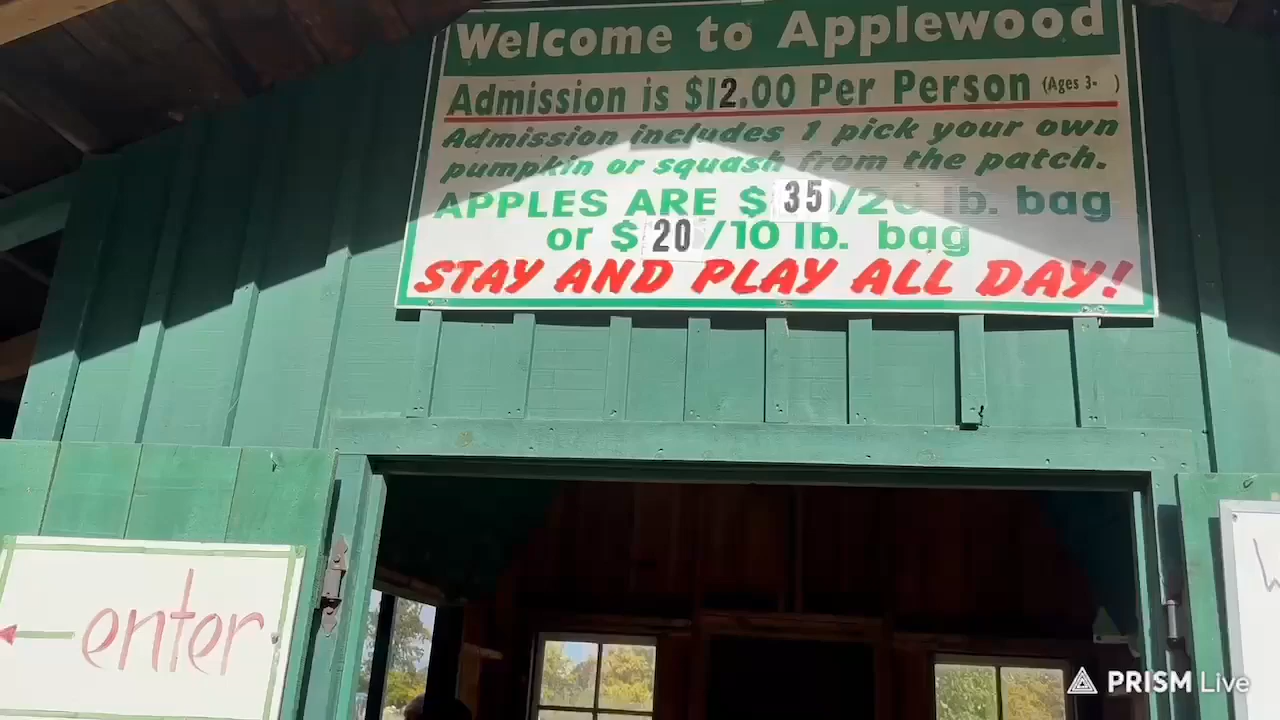 Welcome to Applewood
Admission is $12.00 Per Person (Ages 3- )
Admission includes 1 pick your own
pumpkin or squash from the patch.
APPLES ARE $35/20 lb. bag
or $20/10 lb. bag
STAY AND PLAY ALL DAY!
enter
PRISM Live